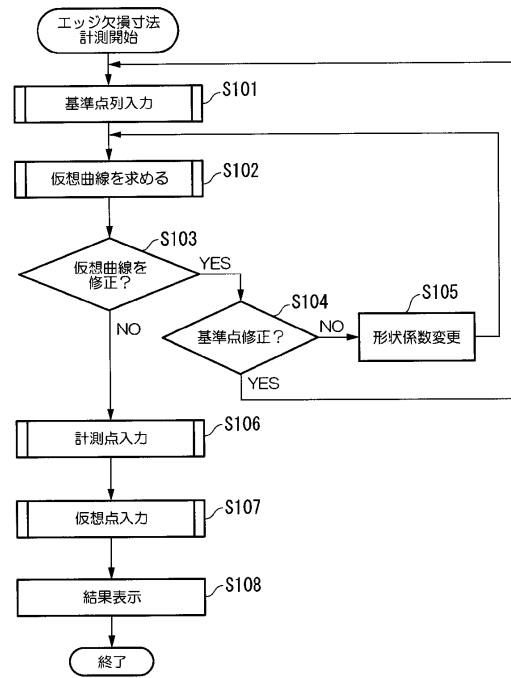 エッジ欠損寸法
計測開始
基準点列入力
S101
仮想曲線を求める
S102
仮想曲線を
修正？
S103
YES
NO
基準点修正？
S104
NO
YES
形状係数変更
S105
計測点入力
S106
仮想点入力
S107
結果表示
S108
終了